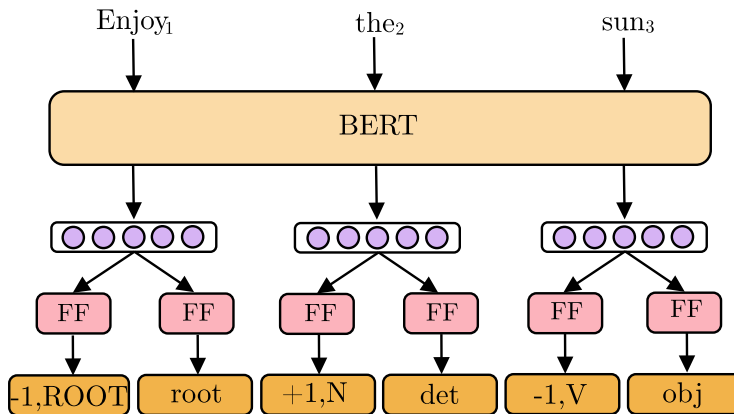 Enjoy₁ the₂ sun₃
BERT
FF FF FF FF FF FF
-1,ROOT root +1,N det -1,V obj